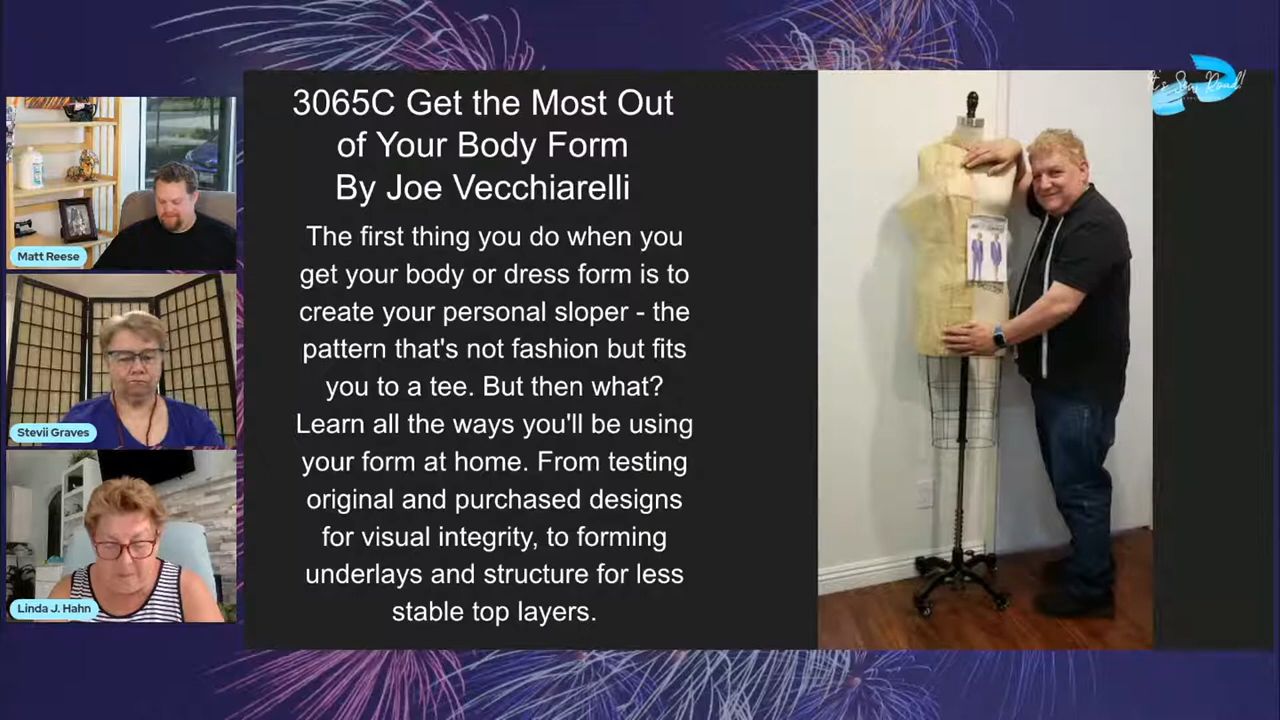 3065C Get the Most Out
of Your Body Form
By Joe Vecchiarelli
The first thing you do when you
get your body or dress form is to
create your personal sloper - the
pattern that's not fashion but fits
you to a tee. But then what?
Learn all the ways you'll be using
your form at home. From testing
original and purchased designs
for visual integrity, to forming
underlays and structure for less
stable top layers.
It's Sew Road!
Matt Reese
Stevii Graves
Linda J. Hahn